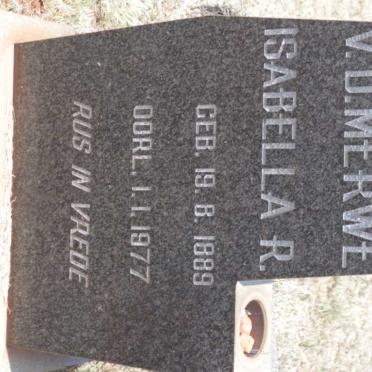 V.D.MERWE
ISABELLA R.
GEB. 19. 8. 1889
OORL. 1. 1. 1977
RUS IN VREDE